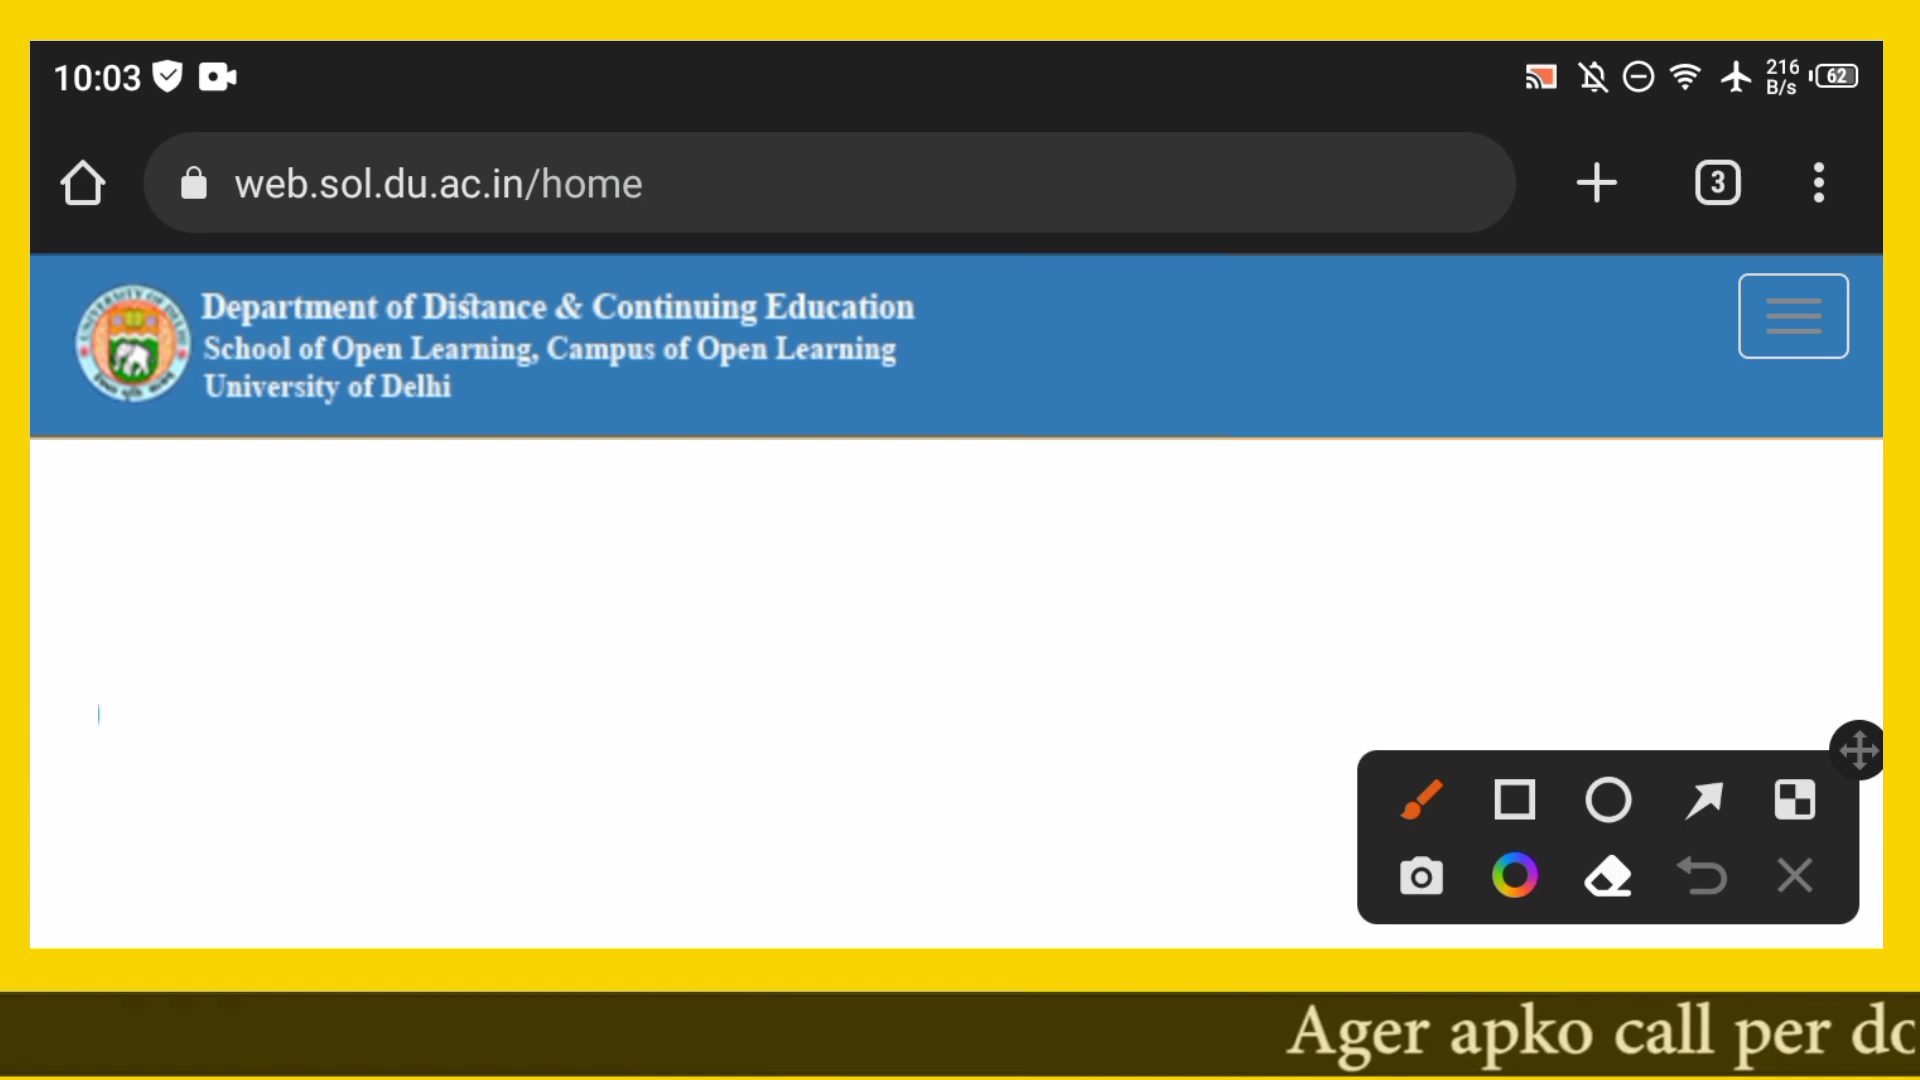 10:03
216
B/s
62
web.sol.du.ac.in/home
3
Department of Distance & Continuing Education
School of Open Learning, Campus of Open Learning
University of Delhi
Ager apko call per